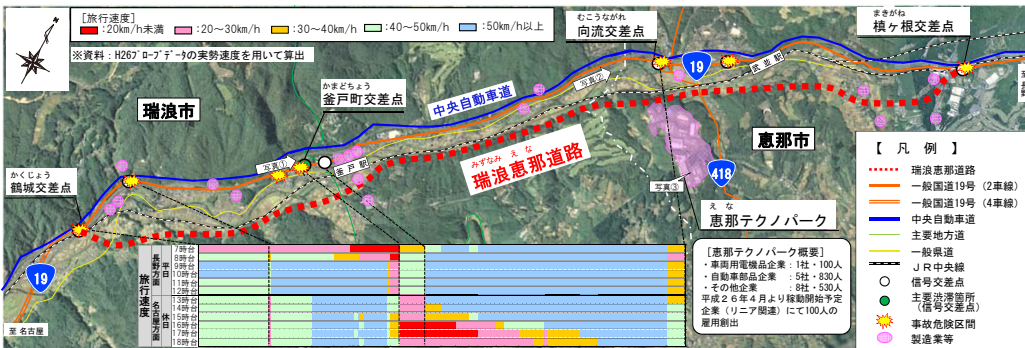 [旅行速度]
:20km/h未満
:20～30km/h
:30～40km/h
:40～50km/h
:50km/h以上
※資料：H26プローブデータの実勢速度を用いて算出
むこうながれ
向流交差点
まきがね
槙ヶ根交差点
19
武並駅
写真②
至 長野
かまどちょう
釜戸町交差点
中央自動車道
瑞浪市
恵那市
写真①
釜戸駅
みずなみ えな
瑞浪恵那道路
418
写真③
かくじょう
鶴城交差点
えな
恵那テクノパーク
19
至 名古屋
旅行速度
長野方面
平日
7時台
8時台
9時台
10時台
11時台
12時台
名古屋方面
休日
13時台
14時台
15時台
16時台
17時台
18時台
[恵那テクノパーク概要]
・車両用電機品企業：1社・100人
・自動車部品企業：5社・830人
・その他企業：8社・530人
平成26年4月より稼動開始予定
企業（リニア関連）にて100人の
雇用創出
【凡例】
瑞浪恵那道路
一般国道19号（2車線）
一般国道19号（4車線）
中央自動車道
主要地方道
一般県道
ＪＲ中央線
信号交差点
主要渋滞箇所
（信号交差点）
事故危険区間
製造業等